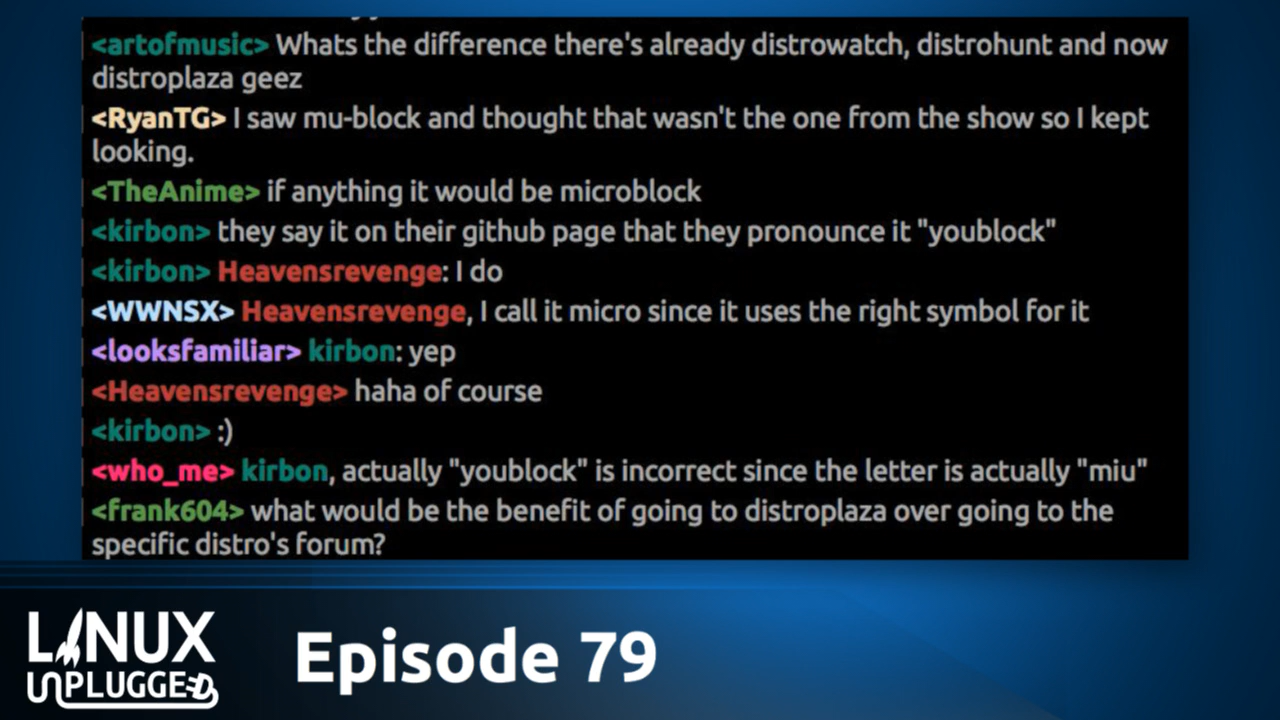 <artofmusic> Whats the difference there's already distrowatch, distrohunt and now
distroplaza geez
<RyanTG> I saw mu-block and thought that wasn't the one from the show so I kept
looking.
<TheAnime> if anything it would be microblock
<kirbon> they say it on their github page that they pronounce it "youblock"
<kirbon> Heavensrevenge: I do
<WWNSX> Heavensrevenge, I call it micro since it uses the right symbol for it
<looksfamiliar> kirbon: yep
<Heavensrevenge> haha of course
<kirbon> :)
<who_me> kirbon, actually "youblock" is incorrect since the letter is actually "miu"
<frank604> what would be the benefit of going to distroplaza over going to the
specific distro's forum?
LINUX
UNPLUGGED
Episode 79